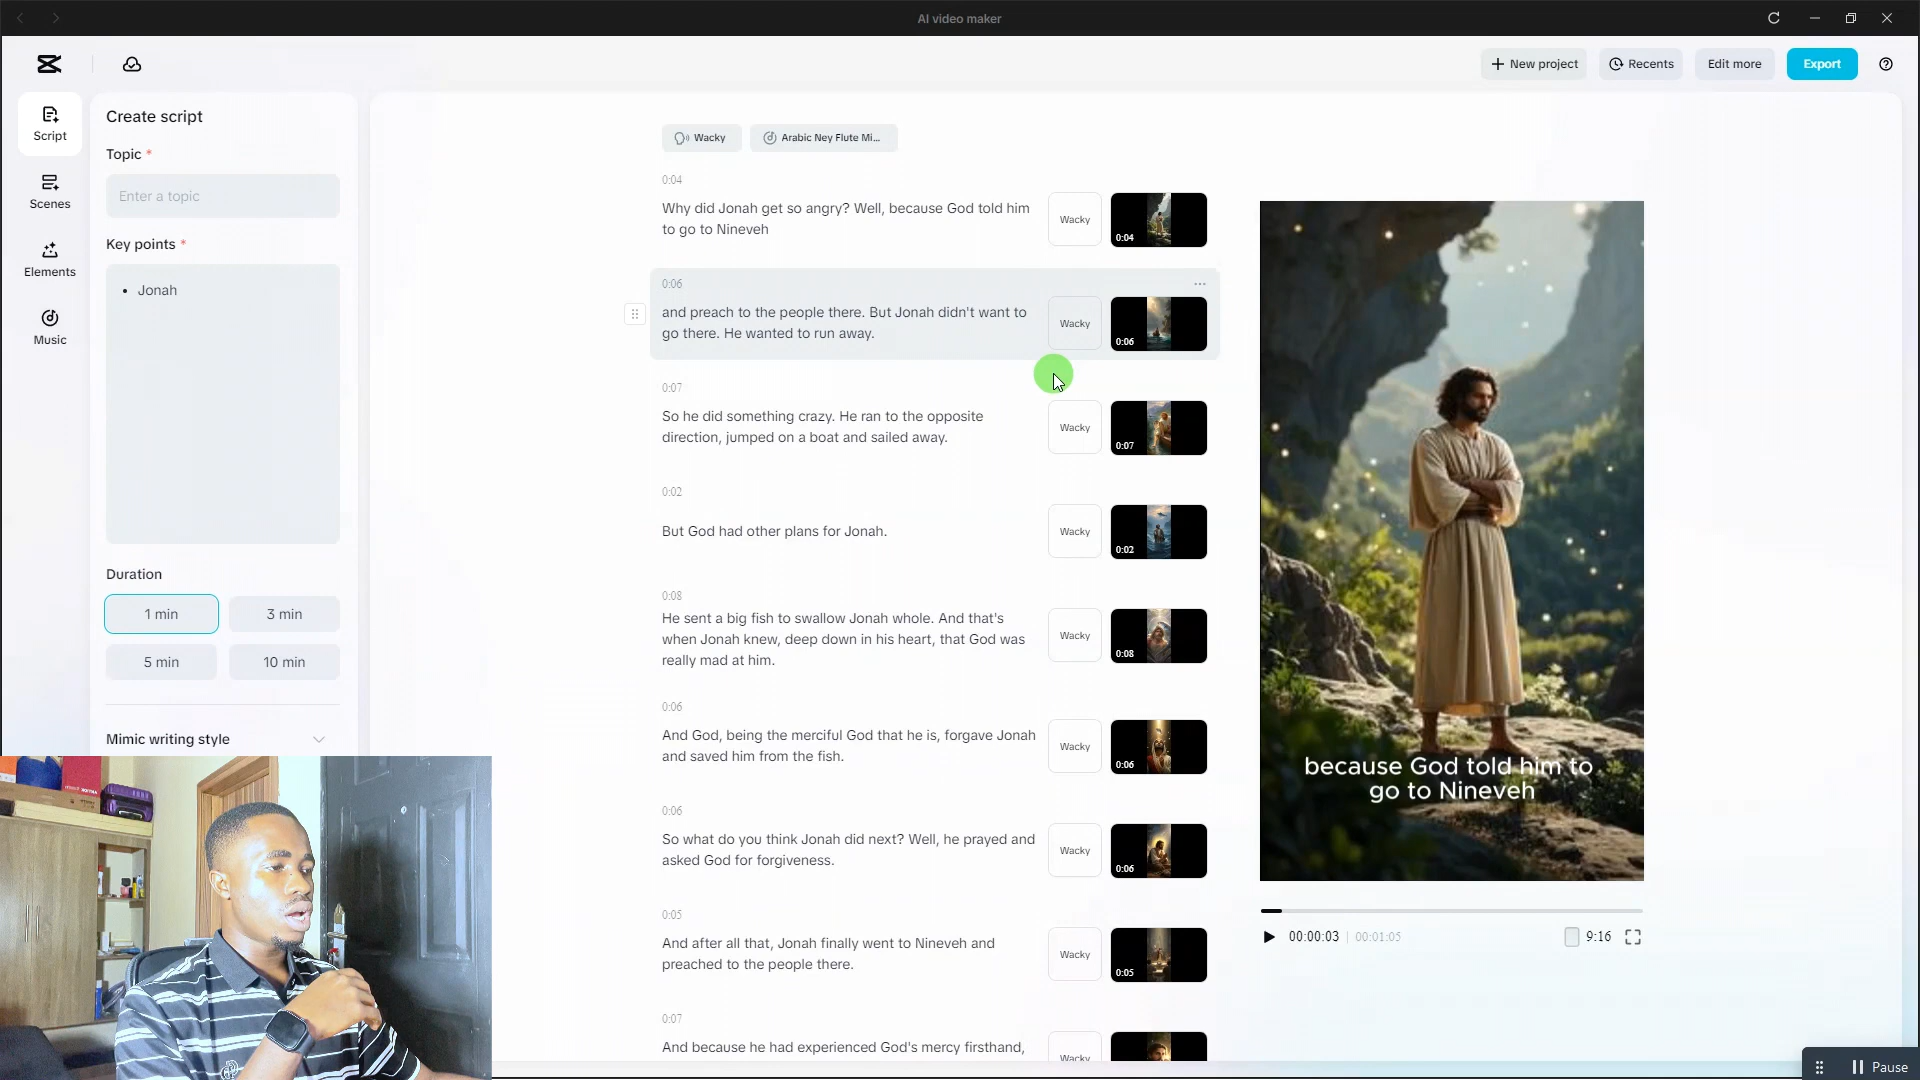 AI video maker
New project
Recents
Edit more
Export
Script
Scenes
Elements
Music
Create script
Topic *
Enter a topic
Key points *
• Jonah
Duration
1 min
3 min
5 min
10 min
Mimic writing style
Wacky
Arabic Ney Flute Mi...
0:04
Why did Jonah get so angry? Well, because God told him
to go to Nineveh
Wacky
0:04
0:06
and preach to the people there. But Jonah didn't want to
go there. He wanted to run away.
Wacky
0:06
0:07
So he did something crazy. He ran to the opposite
direction, jumped on a boat and sailed away.
Wacky
0:07
0:02
But God had other plans for Jonah.
Wacky
0:02
0:08
He sent a big fish to swallow Jonah whole. And that's
when Jonah knew, deep down in his heart, that God was
really mad at him.
Wacky
0:08
0:06
And God, being the merciful God that he is, forgave Jonah
and saved him from the fish.
Wacky
0:06
0:06
So what do you think Jonah did next? Well, he prayed and
asked God for forgiveness.
Wacky
0:06
0:05
And after all that, Jonah finally went to Nineveh and
preached to the people there.
Wacky
0:05
0:07
And because he had experienced God's mercy firsthand,
Wacky
because God told him to
go to Nineveh
00:00:03 | 00:01:05
9:16
Pause